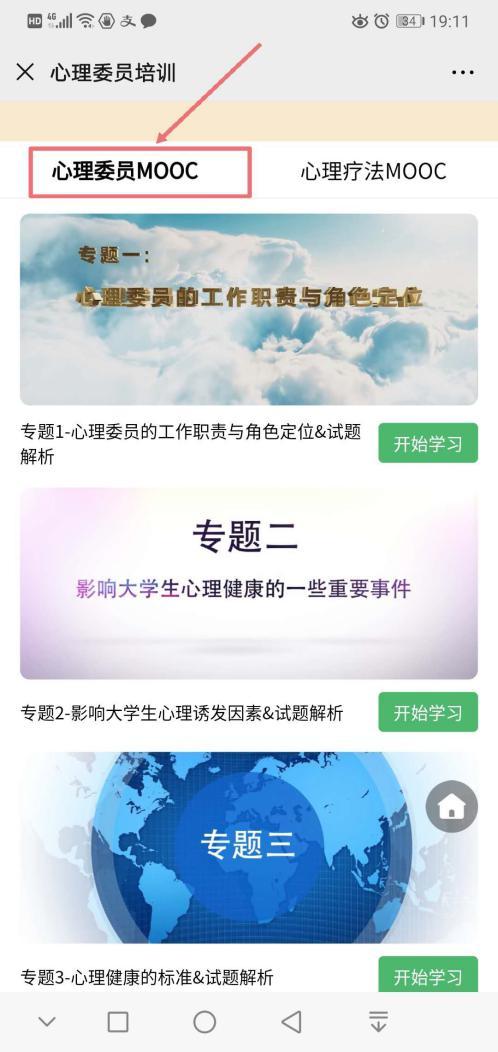 HD 4G 34 19:11
心理委员培训
心理委员MOOC
心理疗法MOOC
专题一：
心理委员的工作职责与角色定位
专题1-心理委员的工作职责与角色定位&试题
解析
开始学习
专题二
影响大学生心理健康的一些重要事件
专题2-影响大学生心理诱发因素&试题解析
开始学习
专题三
专题3-心理健康的标准&试题解析
开始学习